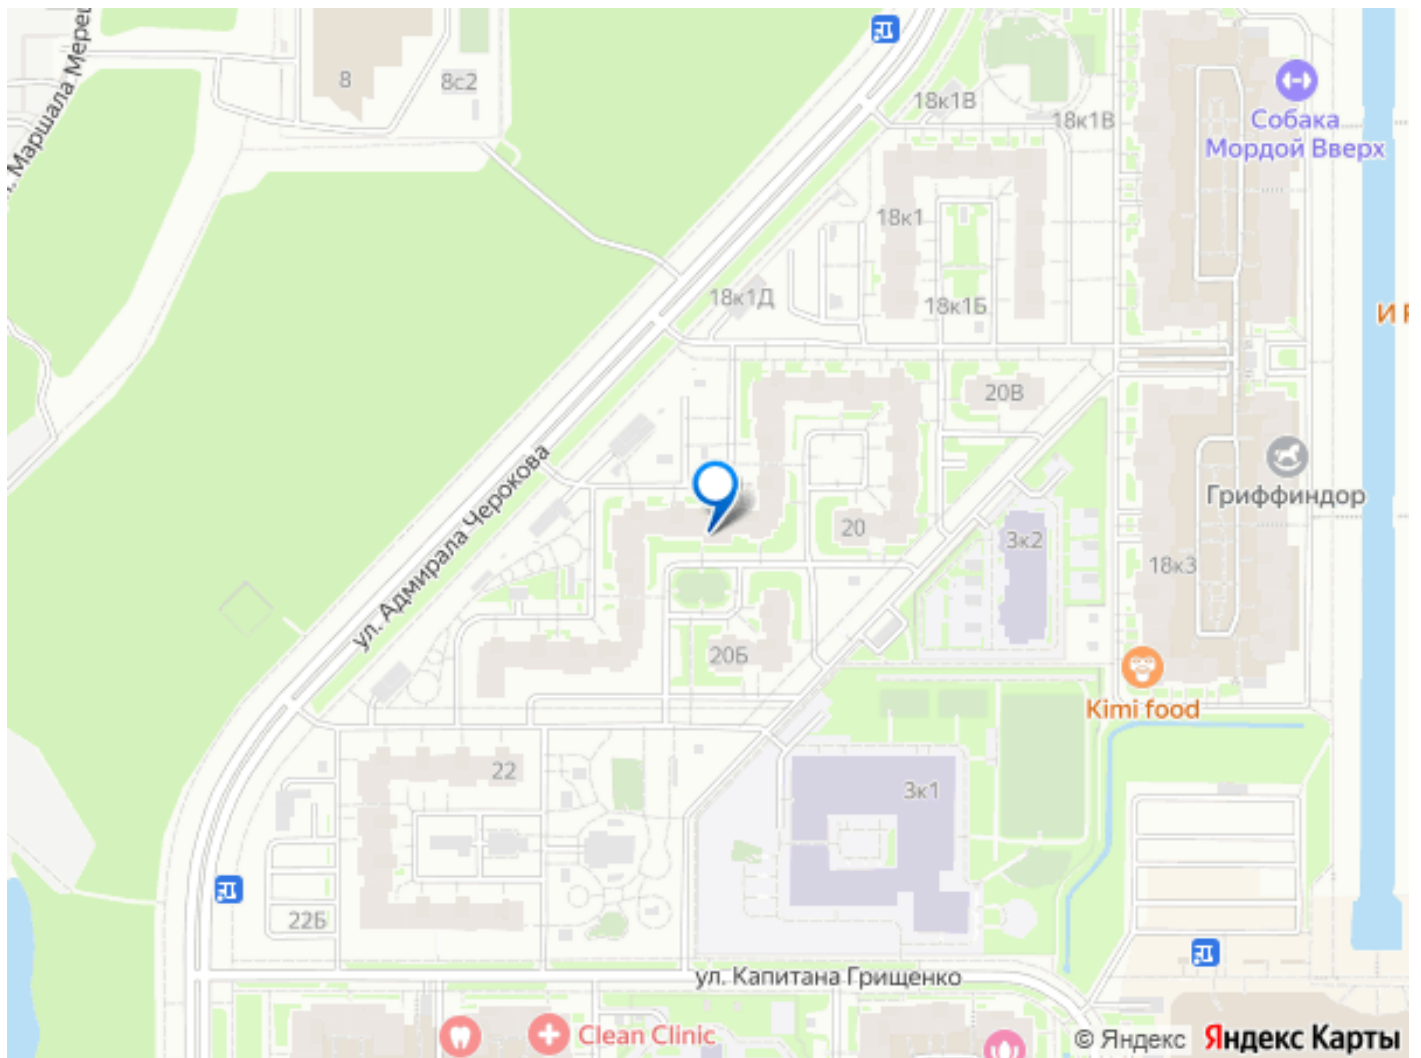 ул. Маршала Мерец
8
8с2
18к1В
18к1В
Собака
Мордой Вверх
18к1
18к1Д
18к1Б
И Р
20В
ул. Адмирала Черокова
Гриффиндор
20
3к2
18к3
20Б
Kimi food
22
3к1
22Б
ул. Капитана Грищенко
Clean Clinic
© Яндекс Яндекс Карты